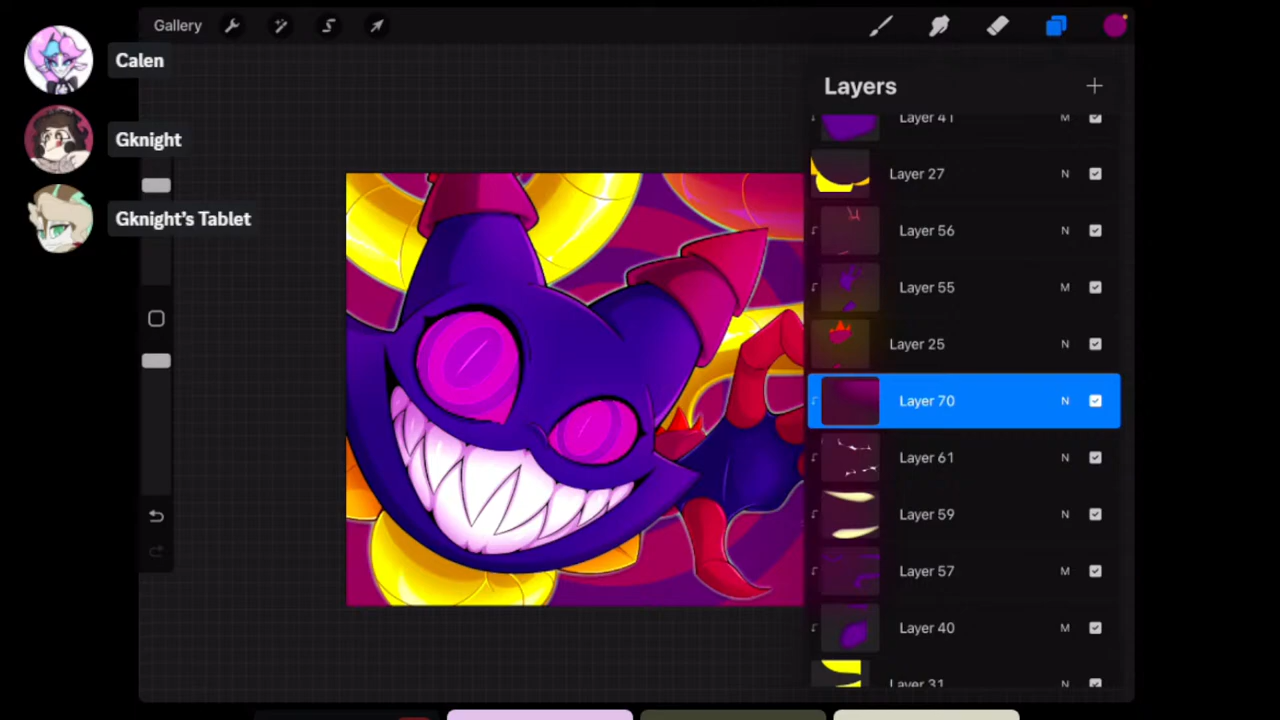 Gallery
Calen
Gknight
Gknight's Tablet
Layers
Layer 41 M
Layer 27 N
Layer 56 N
Layer 55 M
Layer 25 N
Layer 70 N
Layer 61 N
Layer 59 N
Layer 57 M
Layer 40 M
Layer 31 N